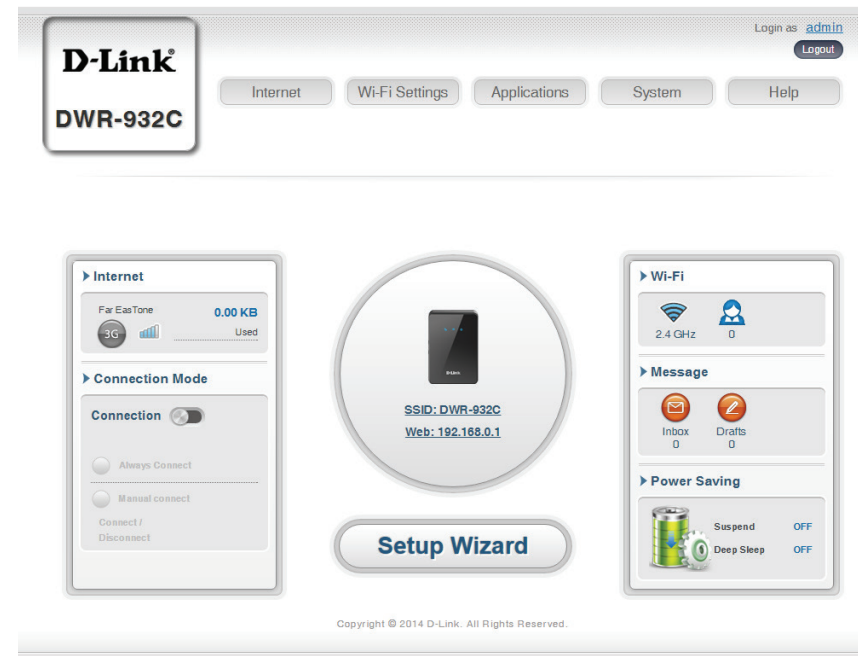 Login as admin
Logout
D-Link®
DWR-932C
Internet
Wi-Fi Settings
Applications
System
Help
Internet
Far EasTone
0.00 KB
3G
Used
Connection Mode
Connection
Always Connect
Manual connect
Connect /
Disconnect
D-Link
SSID: DWR-932C
Web: 192.168.0.1
Setup Wizard
Wi-Fi
2.4 GHz
0
Message
Inbox
Drafts
0
0
Power Saving
Suspend OFF
Deep Sleep OFF
Copyright © 2014 D-Link. All Rights Reserved.